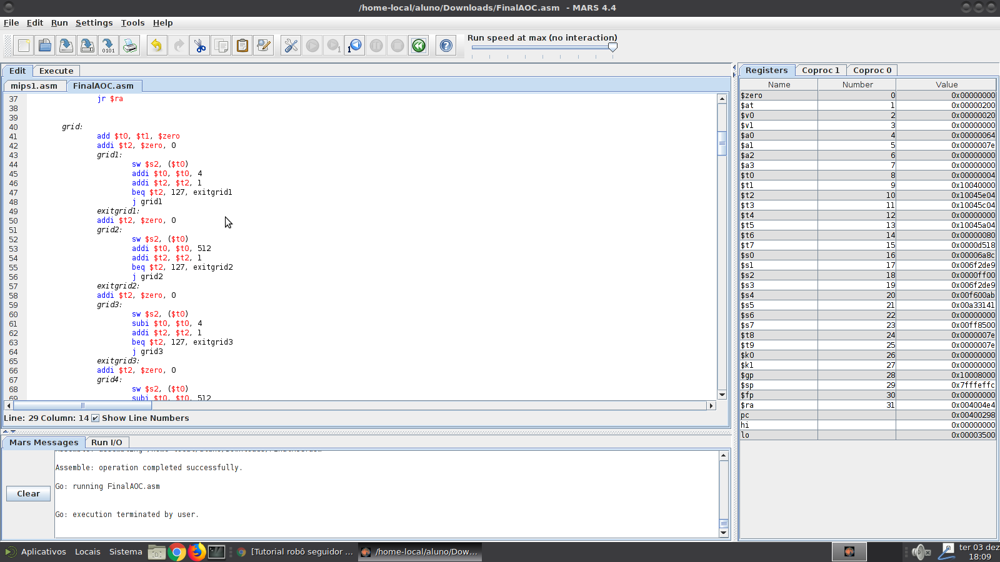 /home-local/aluno/Downloads/FinalAOC.asm  - MARS 4.4
File Edit Run Settings Tools Help
Run speed at max (no interaction)
Edit Execute
mips1.asm FinalAOC.asm
37 jr $ra
38
39
40 grid:
41 add $t0, $t1, $zero
42 addi $t2, $zero, 0
43 grid1:
44 sw $s2, ($t0)
45 addi $t0, $t0, 4
46 addi $t2, $t2, 1
47 beq $t2, 127, exitgrid1
48 j grid1
49 exitgrid1:
50 addi $t2, $zero, 0
51 grid2:
52 sw $s2, ($t0)
53 addi $t0, $t0, 512
54 addi $t2, $t2, 1
55 beq $t2, 127, exitgrid2
56 j grid2
57 exitgrid2:
58 addi $t2, $zero, 0
59 grid3:
60 sw $s2, ($t0)
61 subi $t0, $t0, 4
62 addi $t2, $t2, 1
63 beq $t2, 127, exitgrid3
64 j grid3
65 exitgrid3:
66 addi $t2, $zero, 0
67 grid4:
68 sw $s2, ($t0)
69 subi $t0, $t0, 512
Line: 29 Column: 14 Show Line Numbers
Mars Messages Run I/O
Assemble: assembling /home-local/aluno/Downloads/FinalAOC.asm
Assemble: operation completed successfully.
Go: running FinalAOC.asm
Go: execution terminated by user.
Clear
Registers Coproc 1 Coproc 0
Name Number Value
$zero 0 0x00000000
$at 1 0x00000200
$v0 2 0x00000020
$v1 3 0x00000000
$a0 4 0x00000064
$a1 5 0x0000007e
$a2 6 0x00000000
$a3 7 0x00000000
$t0 8 0x00000004
$t1 9 0x10040000
$t2 10 0x10045e04
$t3 11 0x10045c04
$t4 12 0x00000000
$t5 13 0x10045a04
$t6 14 0x00000080
$t7 15 0x0000d518
$s0 16 0x00006a8c
$s1 17 0x006f2de9
$s2 18 0x0000ff00
$s3 19 0x006f2de9
$s4 20 0x00f600ab
$s5 21 0x00a33141
$s6 22 0x00000000
$s7 23 0x00ff8500
$t8 24 0x0000007e
$t9 25 0x0000007e
$k0 26 0x00000000
$k1 27 0x00000000
$gp 28 0x10008000
$sp 29 0x7fffeffc
$fp 30 0x00000000
$ra 31 0x004004e4
pc 0x00400298
hi 0x00000000
lo 0x00003500
Aplicativos Locais Sistema [Tutorial robô seguidor ... /home-local/aluno/Dow... ter 03 dez
18:09